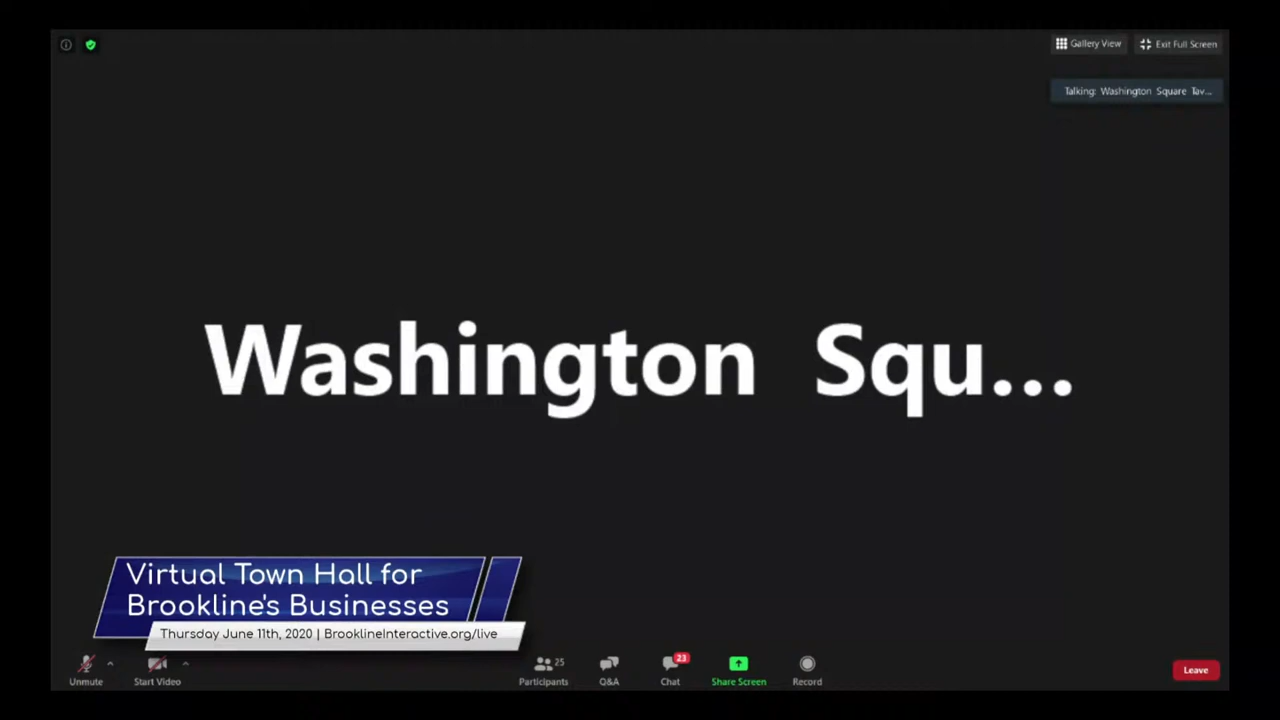 Gallery View
Exit Full Screen
Talking: Washington Square Tav...
Washington Squ...
Virtual Town Hall for
Brookline's Businesses
Thursday June 11th, 2020 | BrooklineInteractive.org/live
Unmute
Start Video
25
Participants
Q&A
23
Chat
Share Screen
Record
Leave